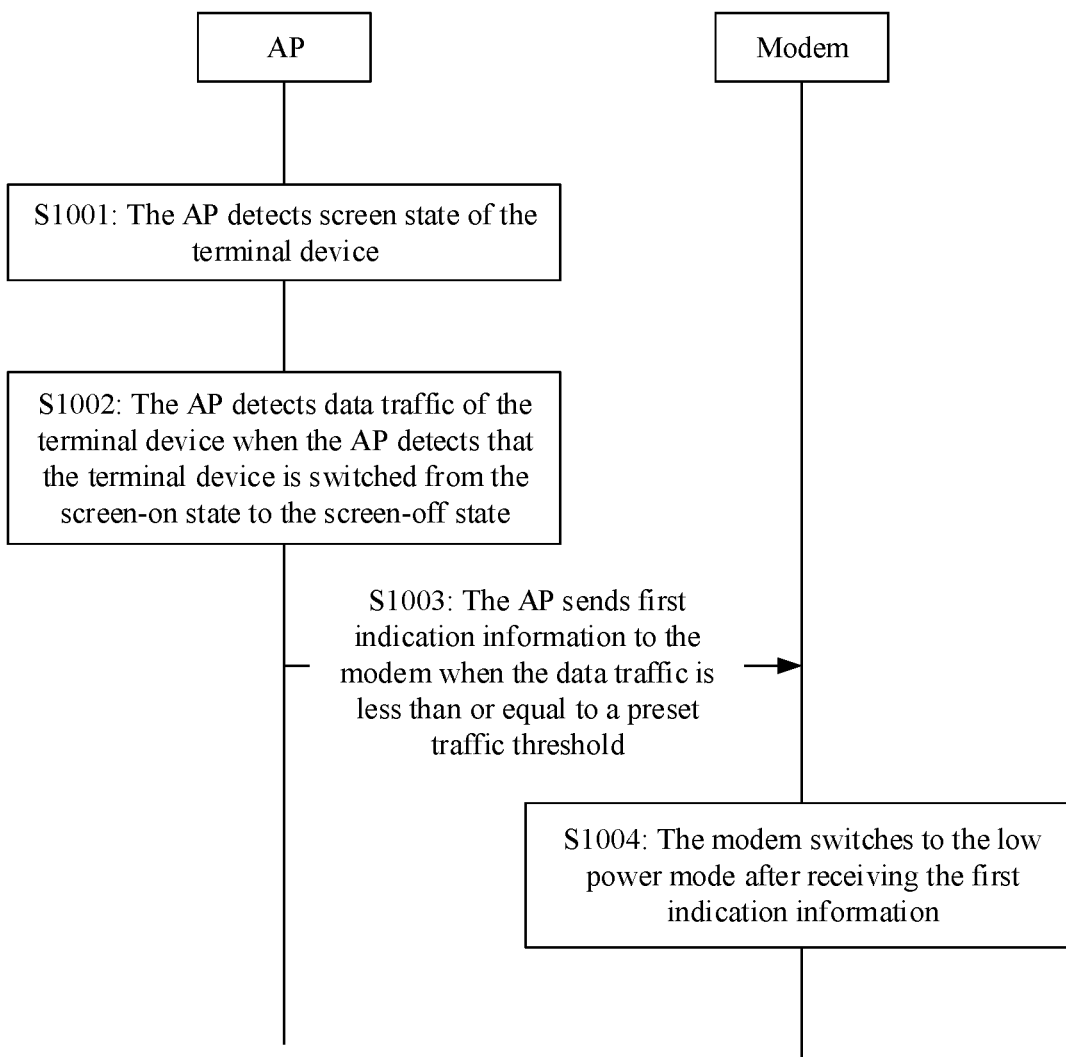 AP
Modem
S1001: The AP detects screen state of the
terminal device
S1002: The AP detects data traffic of the
terminal device when the AP detects that
the terminal device is switched from the
screen-on state to the screen-off state
S1003: The AP sends first
indication information to the
modem when the data traffic is
less than or equal to a preset
traffic threshold
S1004: The modem switches to the low
power mode after receiving the first
indication information